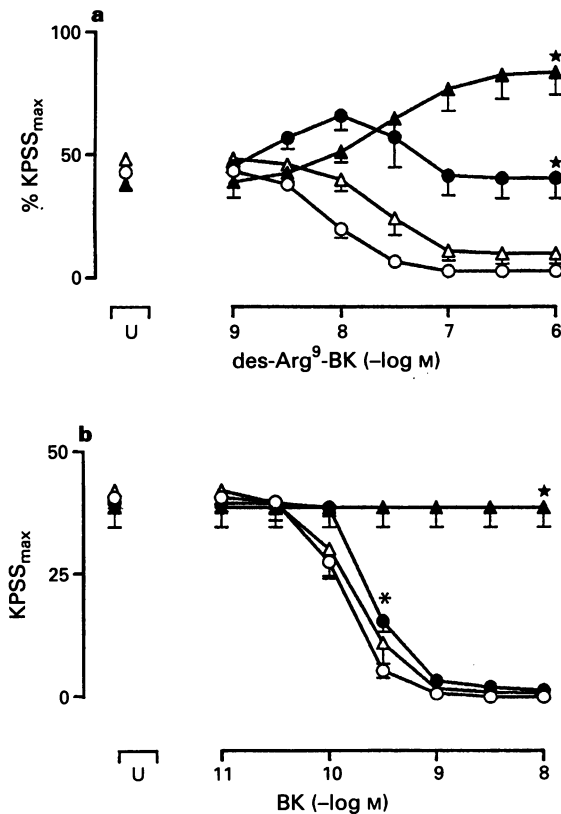 a
100
50
0
% KPSSmax
U
9 8 7 6
des-Arg⁹-BK (−log M)
b
50
25
0
KPSSmax
*
U
11 10 9 8
BK (−log M)